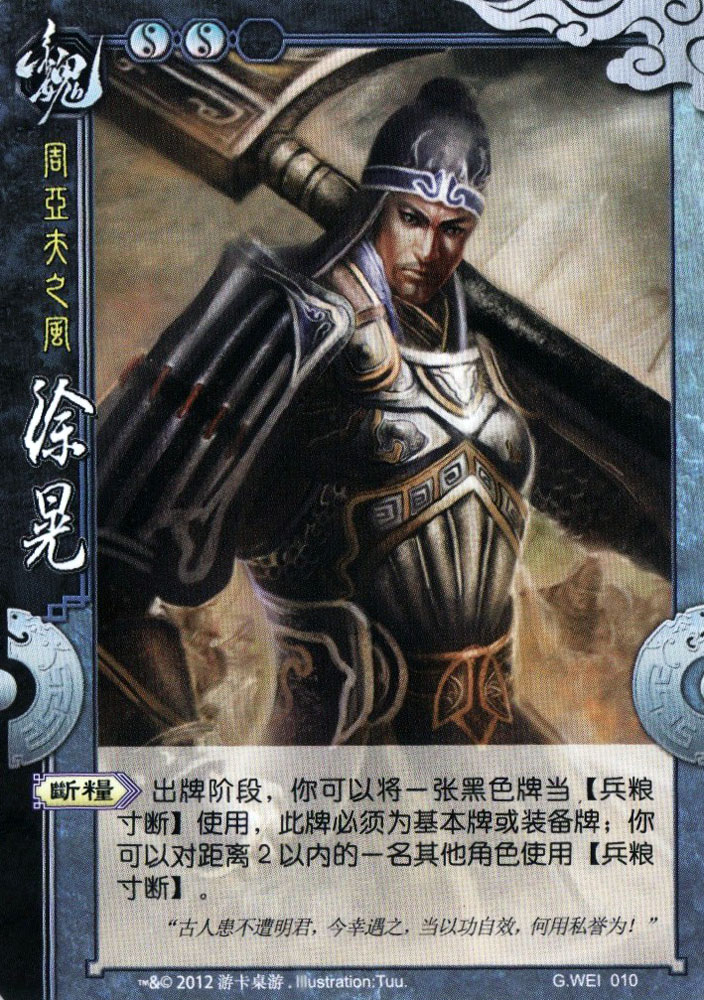 魏
周亞夫之風
徐晃
斷糧
出牌阶段，你可以将一张黑色牌当【兵粮
寸断】使用，此牌必须为基本牌或装备牌；你
可以对距离2以内的一名其他角色使用【兵粮
寸断】。
“古人患不遭明君，今幸遇之，当以功自效，何用私誉为！”
™&© 2012 游卡桌游 . Illustration:Tuu.
G.WEI 010